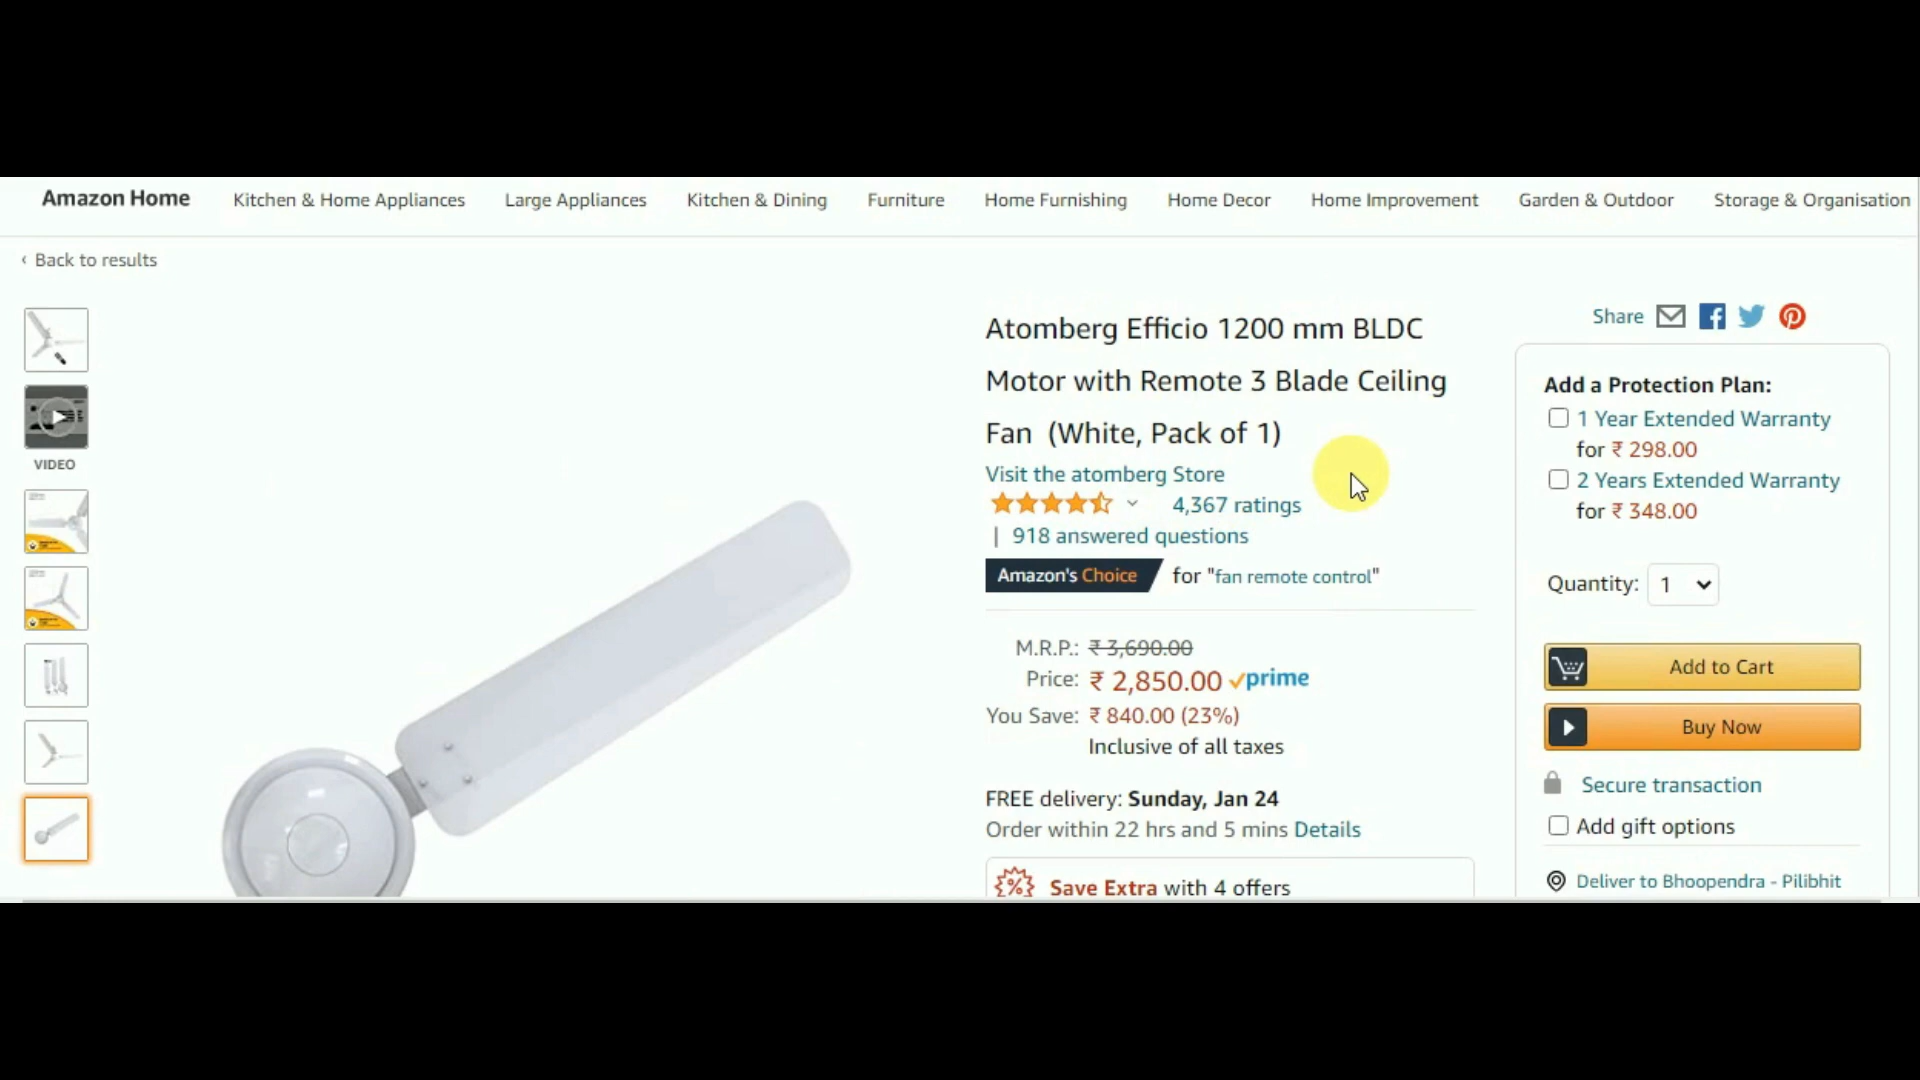 Amazon Home Kitchen & Home Appliances Large Appliances Kitchen & Dining Furniture Home Furnishing Home Decor Home Improvement Garden & Outdoor Storage & Organisation
‹ Back to results
VIDEO
Atomberg Efficio 1200 mm BLDC
Motor with Remote 3 Blade Ceiling
Fan (White, Pack of 1)
Visit the atomberg Store
4,367 ratings
| 918 answered questions
Amazon's Choice for "fan remote control"
M.R.P.: ₹ 3,690.00
Price: ₹ 2,850.00 prime
You Save: ₹ 840.00 (23%)
Inclusive of all taxes
FREE delivery: Sunday, Jan 24
Order within 22 hrs and 5 mins Details
Save Extra with 4 offers
Share
Add a Protection Plan:
1 Year Extended Warranty
for ₹ 298.00
2 Years Extended Warranty
for ₹ 348.00
Quantity: 1
Add to Cart
Buy Now
Secure transaction
Add gift options
Deliver to Bhoopendra - Pilibhit